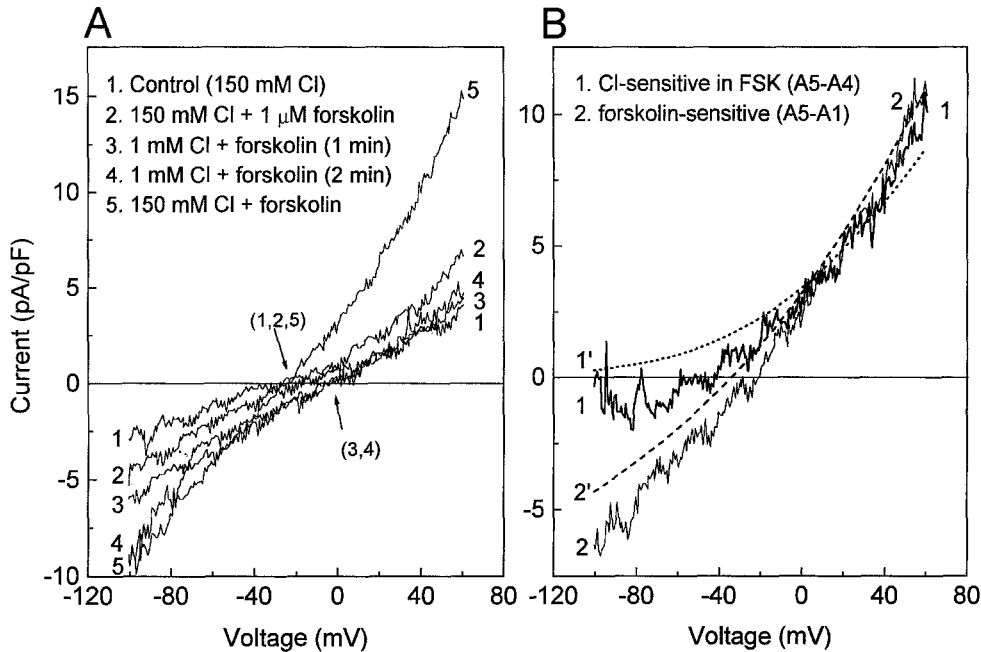 A
1. Control (150 mM Cl)
2. 150 mM Cl + 1 μM forskolin
3. 1 mM Cl + forskolin (1 min)
4. 1 mM Cl + forskolin (2 min)
5. 150 mM Cl + forskolin
5
2
4
3
1
(1,2,5)
(3,4)
1
2
3
4
5
15
10
5
0
-5
-10
Current (pA/pF)
-120 -80 -40 0 40 80
Voltage (mV)
B
1. Cl-sensitive in FSK (A5-A4)
2. forskolin-sensitive (A5-A1)
2 1
1'
1
2'
2
10
5
0
-5
-120 -80 -40 0 40 80
Voltage (mV)